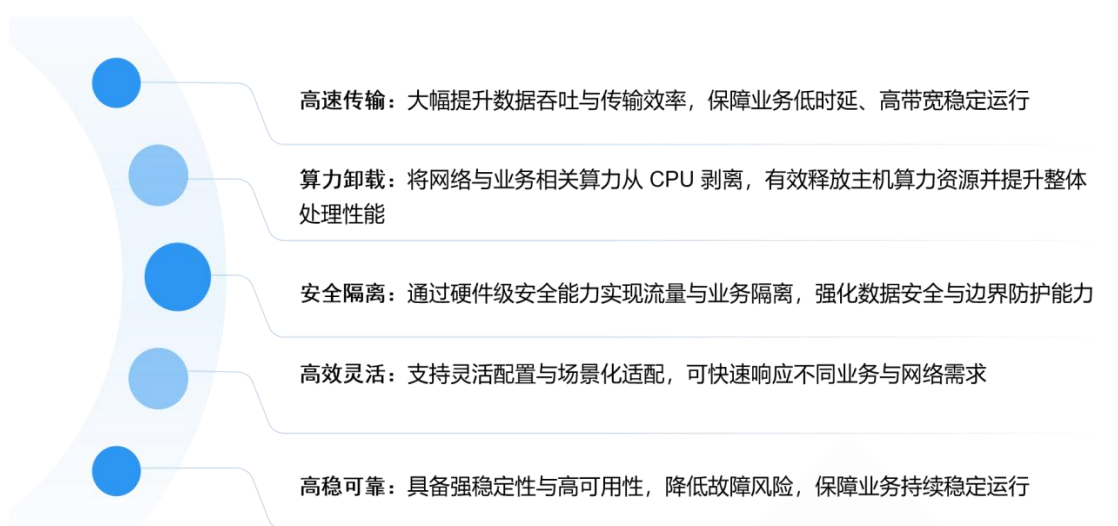 高速传输：大幅提升数据吞吐与传输效率，保障业务低时延、高带宽稳定运行
算力卸载：将网络与业务相关算力从 CPU 剥离，有效释放主机算力资源并提升整体
处理性能
安全隔离：通过硬件级安全能力实现流量与业务隔离，强化数据安全与边界防护能力
高效灵活：支持灵活配置与场景化适配，可快速响应不同业务与网络需求
高稳可靠：具备强稳定性与高可用性，降低故障风险，保障业务持续稳定运行